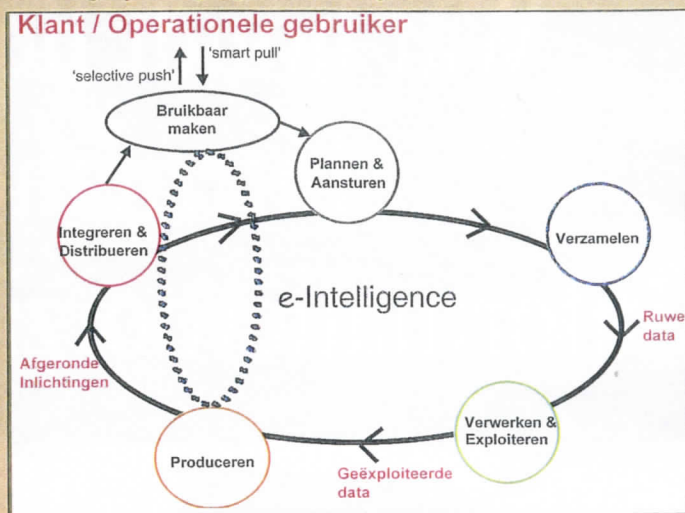 Klant / Operationele gebruiker
'smart pull'
'selective push'
Bruikbaar
maken
Plannen &
Aansturen
Integreren &
Distribueren
Verzamelen
e-Intelligence
Ruwe
data
Afgeronde
Inlichtingen
Verwerken &
Exploiteren
Produceren
Geëxploiteerde
data